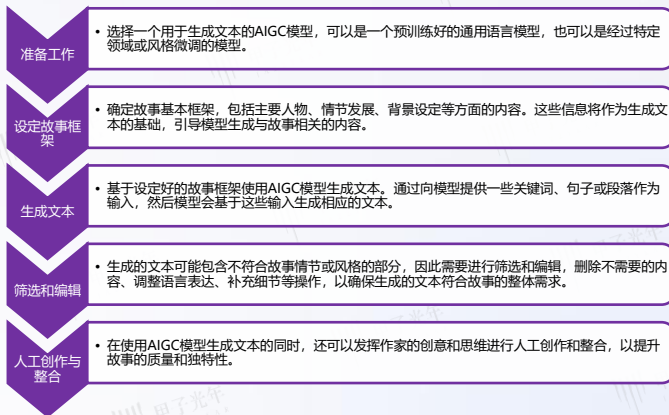 准备工作
• 选择一个用于生成文本的AIGC模型，可以是一个预训练好的通用语言模型，也可以是经过特定
领域或风格微调的模型。
设定故事框
架
• 确定故事基本框架，包括主要人物、情节发展、背景设定等方面的内容。这些信息将作为生成文
本的基础，引导模型生成与故事相关的内容。
生成文本
• 基于设定好的故事框架使用AIGC模型生成文本。通过向模型提供一些关键词、句子或段落作为
输入，然后模型会基于这些输入生成相应的文本。
筛选和编辑
• 生成的文本可能包含不符合故事情节或风格的部分，因此需要进行筛选和编辑，删除不需要的内
容、调整语言表达、补充细节等操作，以确保生成的文本符合故事的整体需求。
人工创作与
整合
• 在使用AIGC模型生成文本的同时，还可以发挥作家的创意和思维进行人工创作和整合，以提升
故事的质量和独特性。
甲子光年